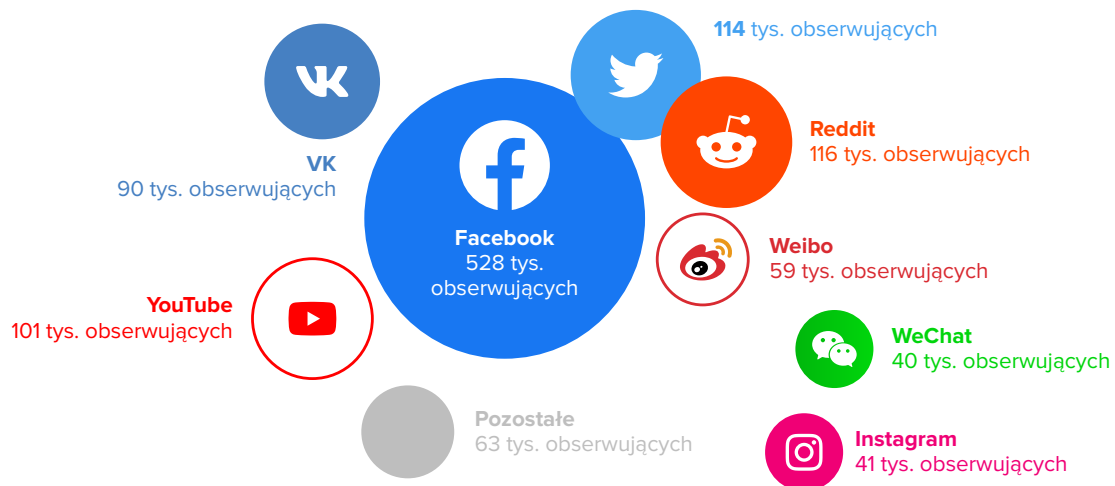 114 tys. obserwujących
VK
90 tys. obserwujących
Facebook
528 tys.
obserwujących
Reddit
116 tys. obserwujących
Weibo
59 tys. obserwujących
YouTube
101 tys. obserwujących
WeChat
40 tys. obserwujących
Pozostałe
63 tys. obserwujących
Instagram
41 tys. obserwujących